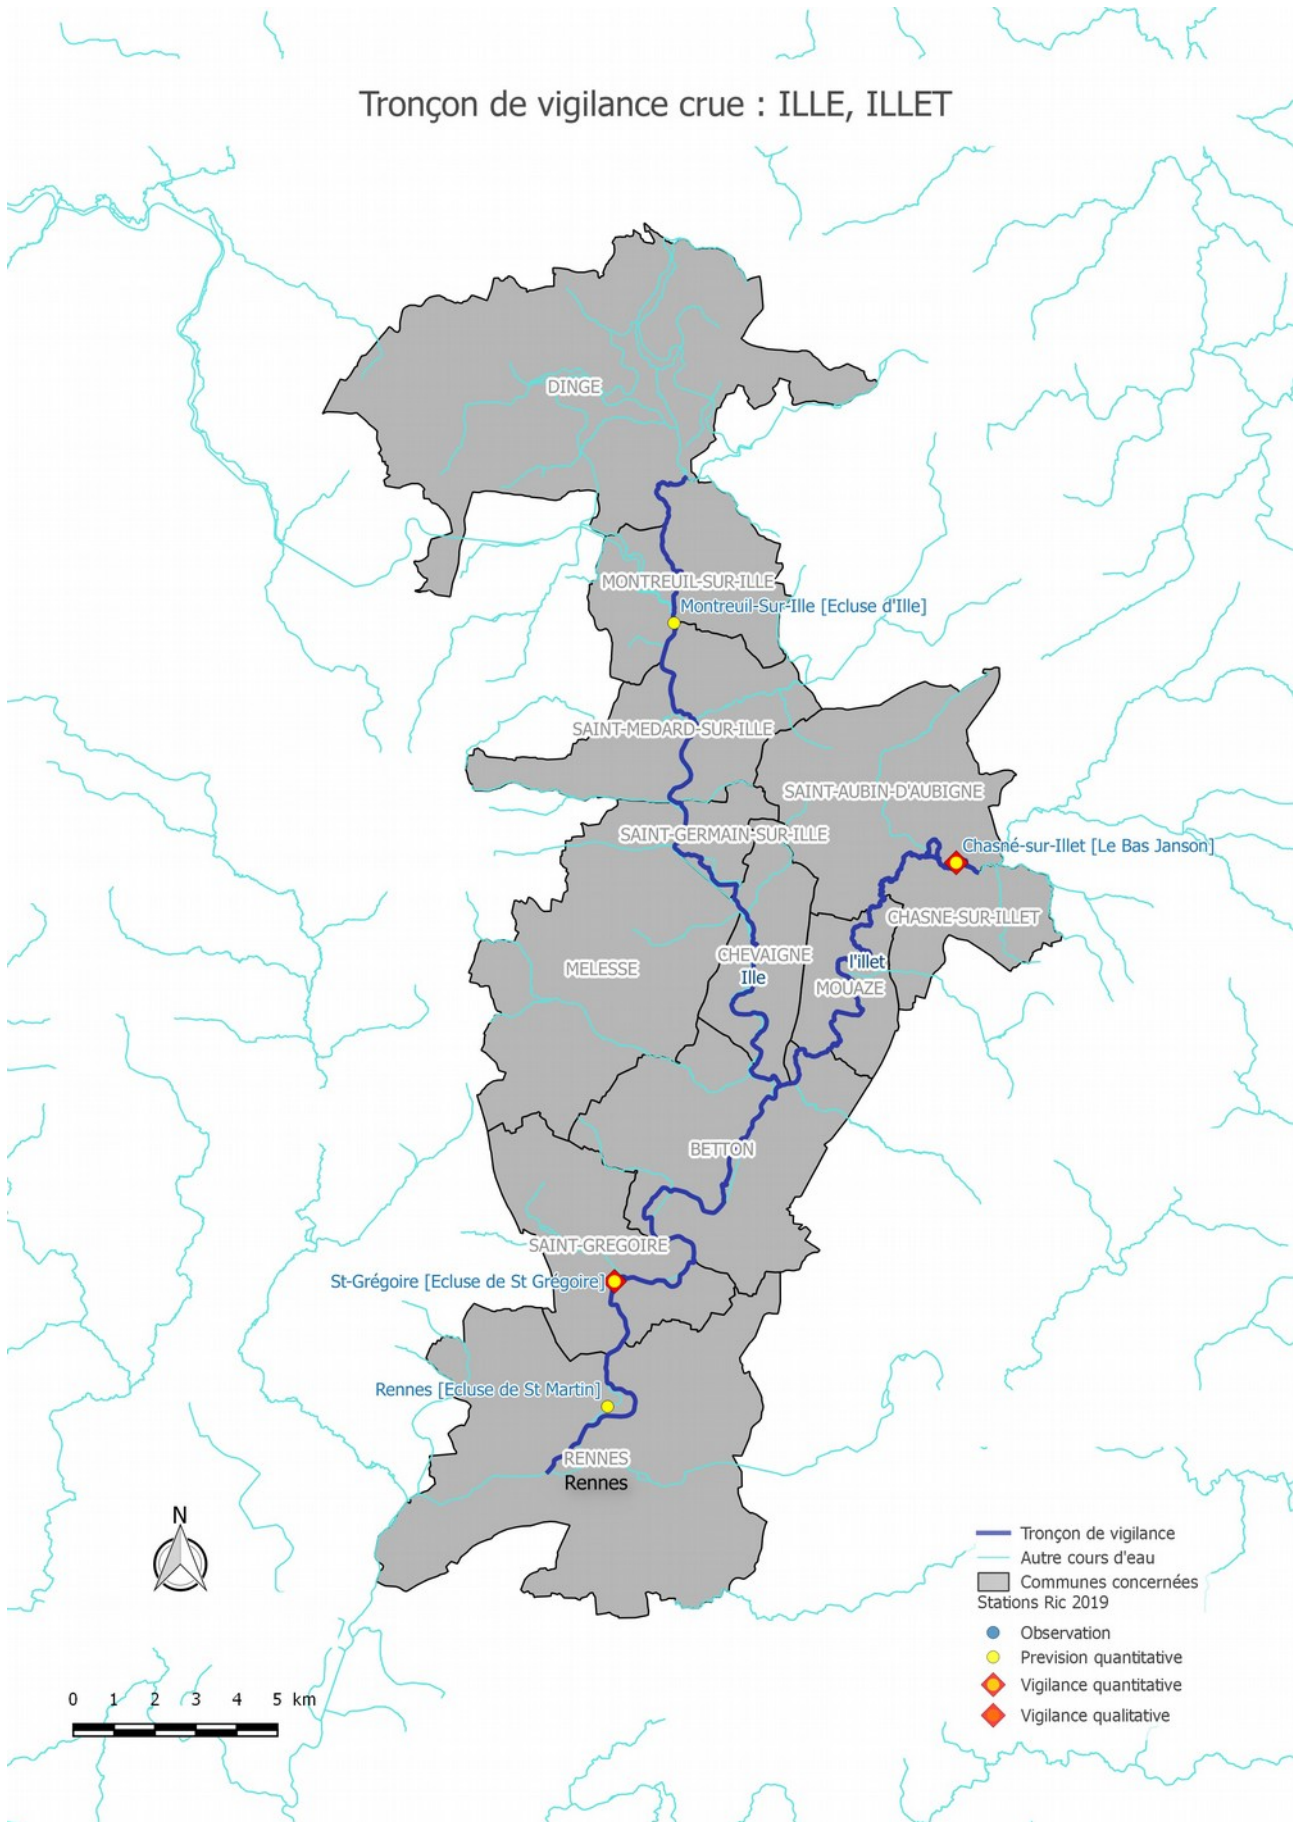 Tronçon de vigilance crue : ILLE, ILLET
DINGE
MONTREUIL-SUR-ILLE
Montreuil-Sur-Ille [Ecluse d'Ille]
SAINT-MEDARD-SUR-ILLE
SAINT-AUBIN-D'AUBIGNE
SAINT-GERMAIN-SUR-ILLE
Chasné-sur-Illet [Le Bas Janson]
CHASNE-SUR-ILLET
CHEVAIGNE
l'illet
MELESSE
Ille
MOUAZE
BETTON
SAINT-GREGOIRE
St-Grégoire [Ecluse de St Grégoire]
Rennes [Ecluse de St Martin]
RENNES
Rennes
N
0 1 2 3 4 5 km
Tronçon de vigilance
Autre cours d'eau
Communes concernées
Stations Ric 2019
Observation
Prevision quantitative
Vigilance quantitative
Vigilance qualitative